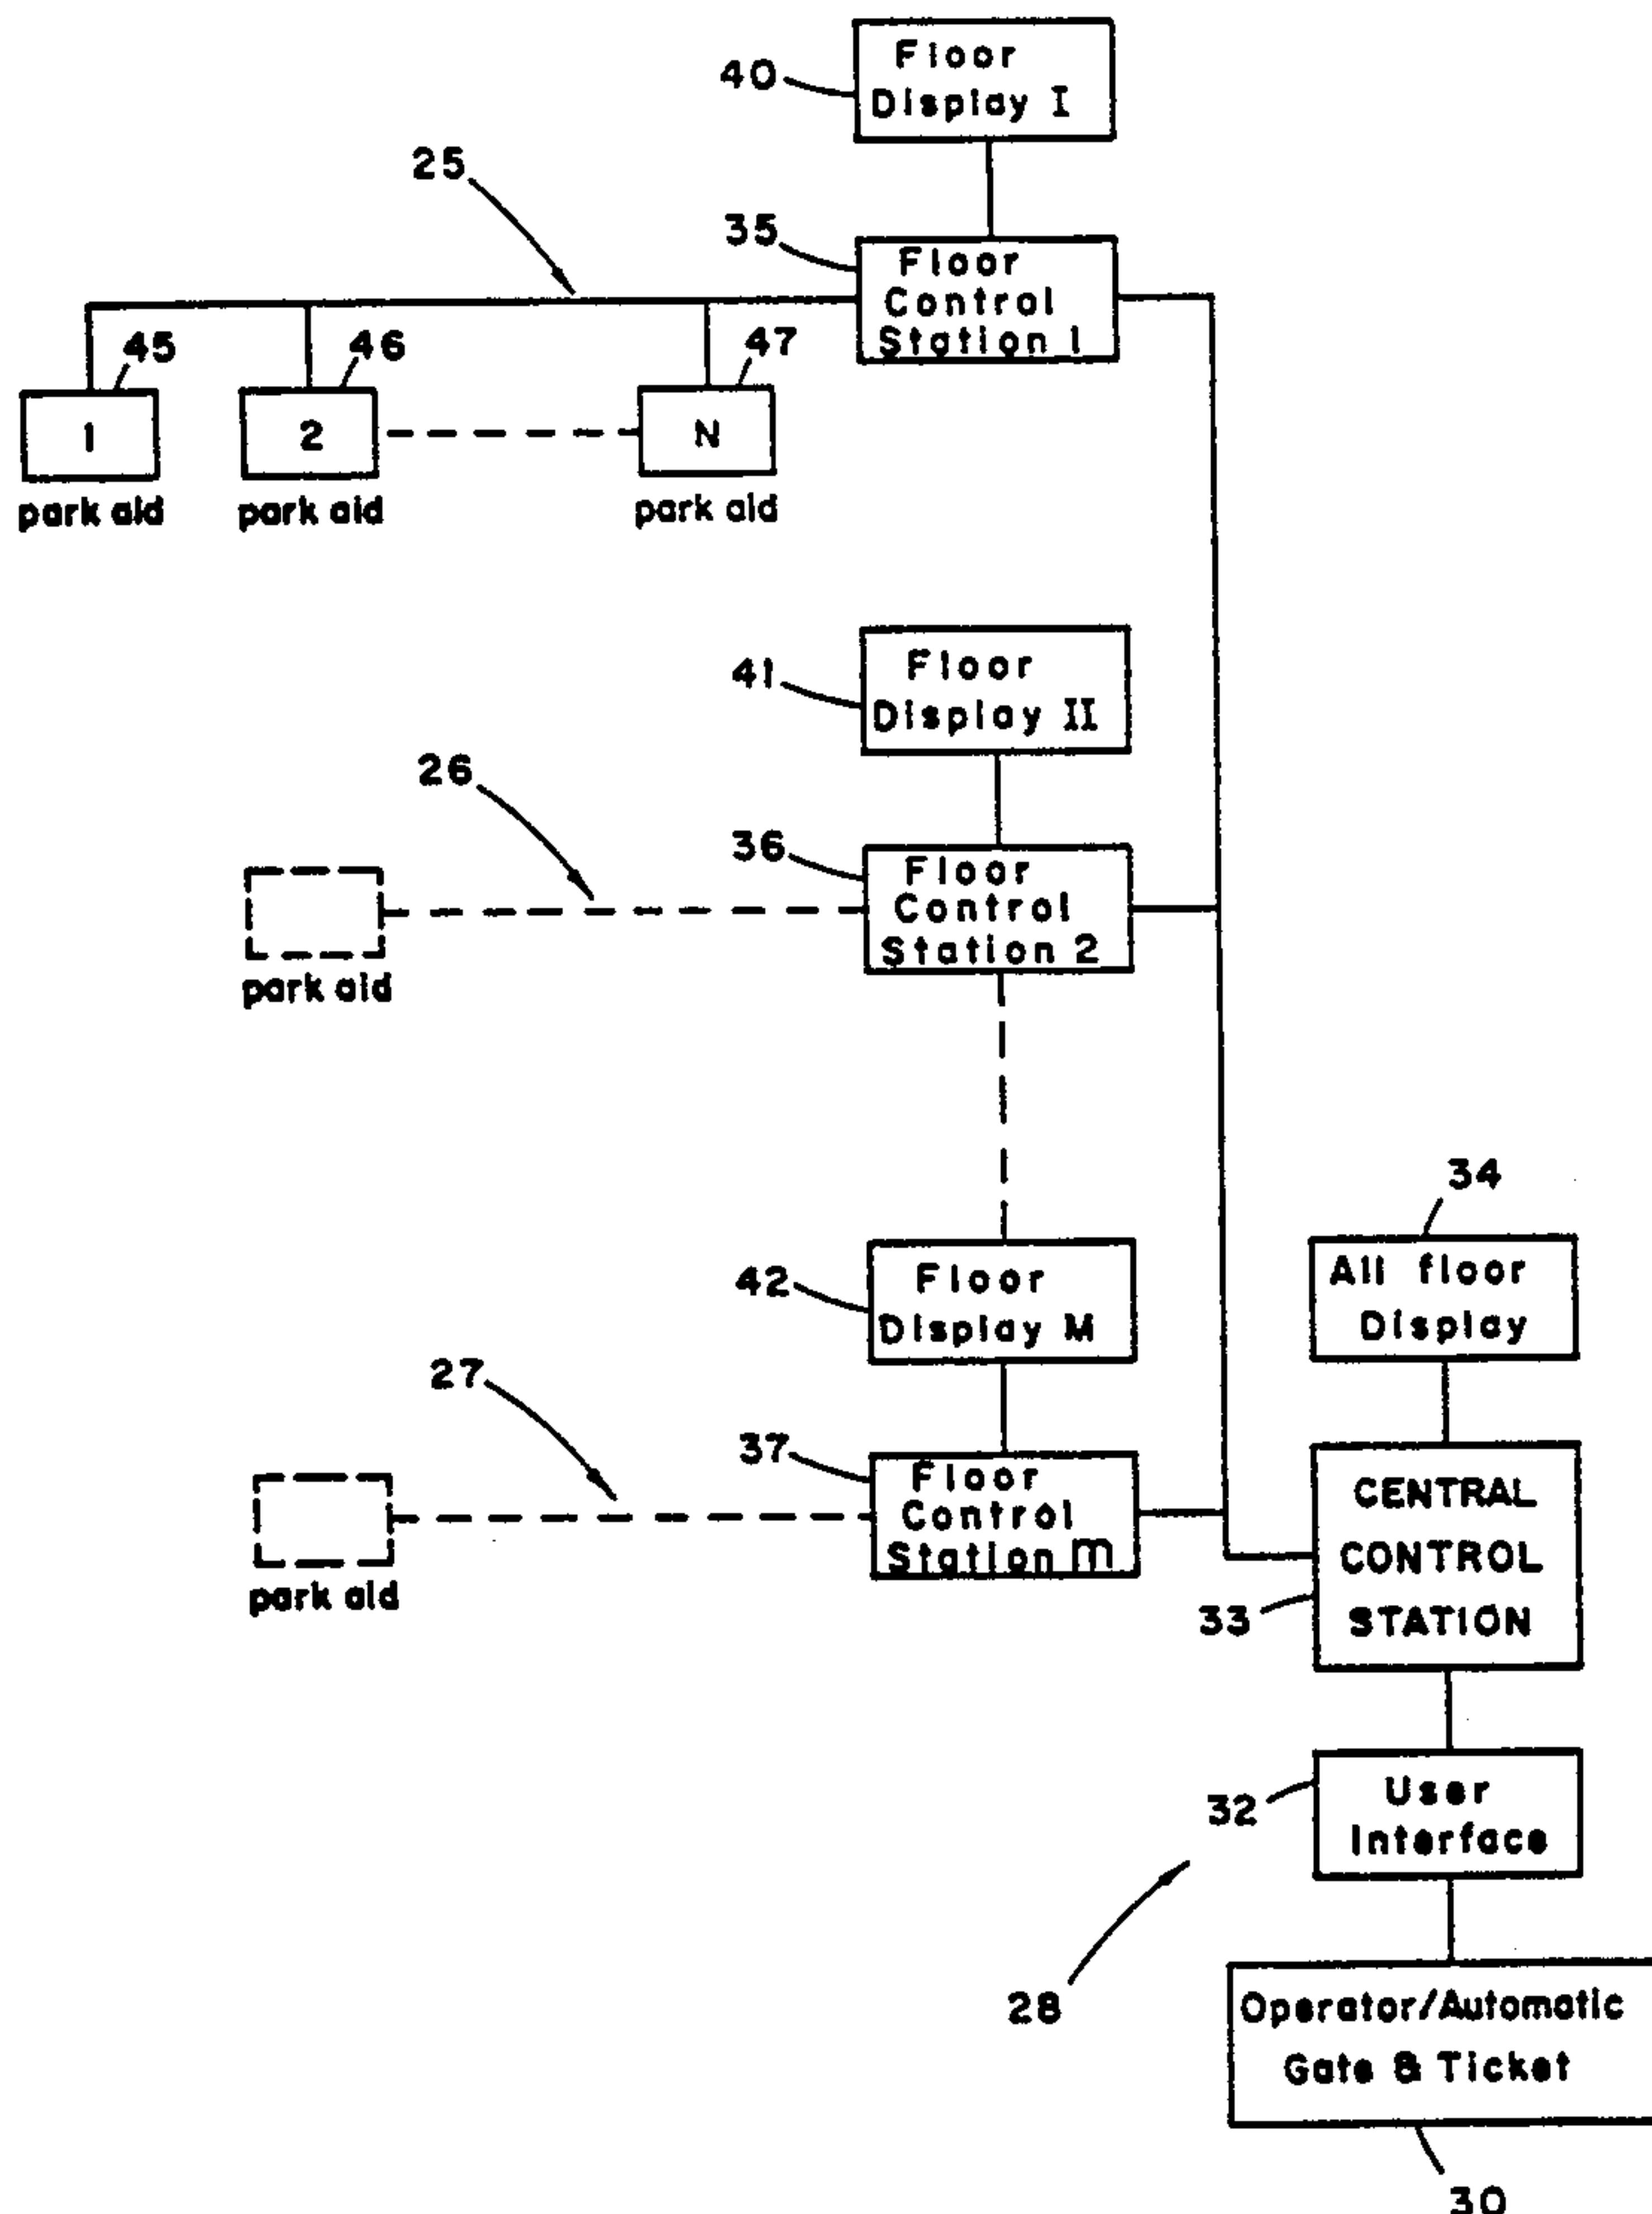 40
Floor
Display I
25
35
Floor
Control
Station 1
45
46
47
1
2
N
park aid
park aid
park aid
41
Floor
Display II
26
36
Floor
Control
Station 2
park aid
34
42
Floor
Display M
All floor
Display
27
37
Floor
Control
Station m
park aid
CENTRAL
CONTROL
STATION
33
32
User
Interface
28
Operator/Automatic
Gate & Ticket
30